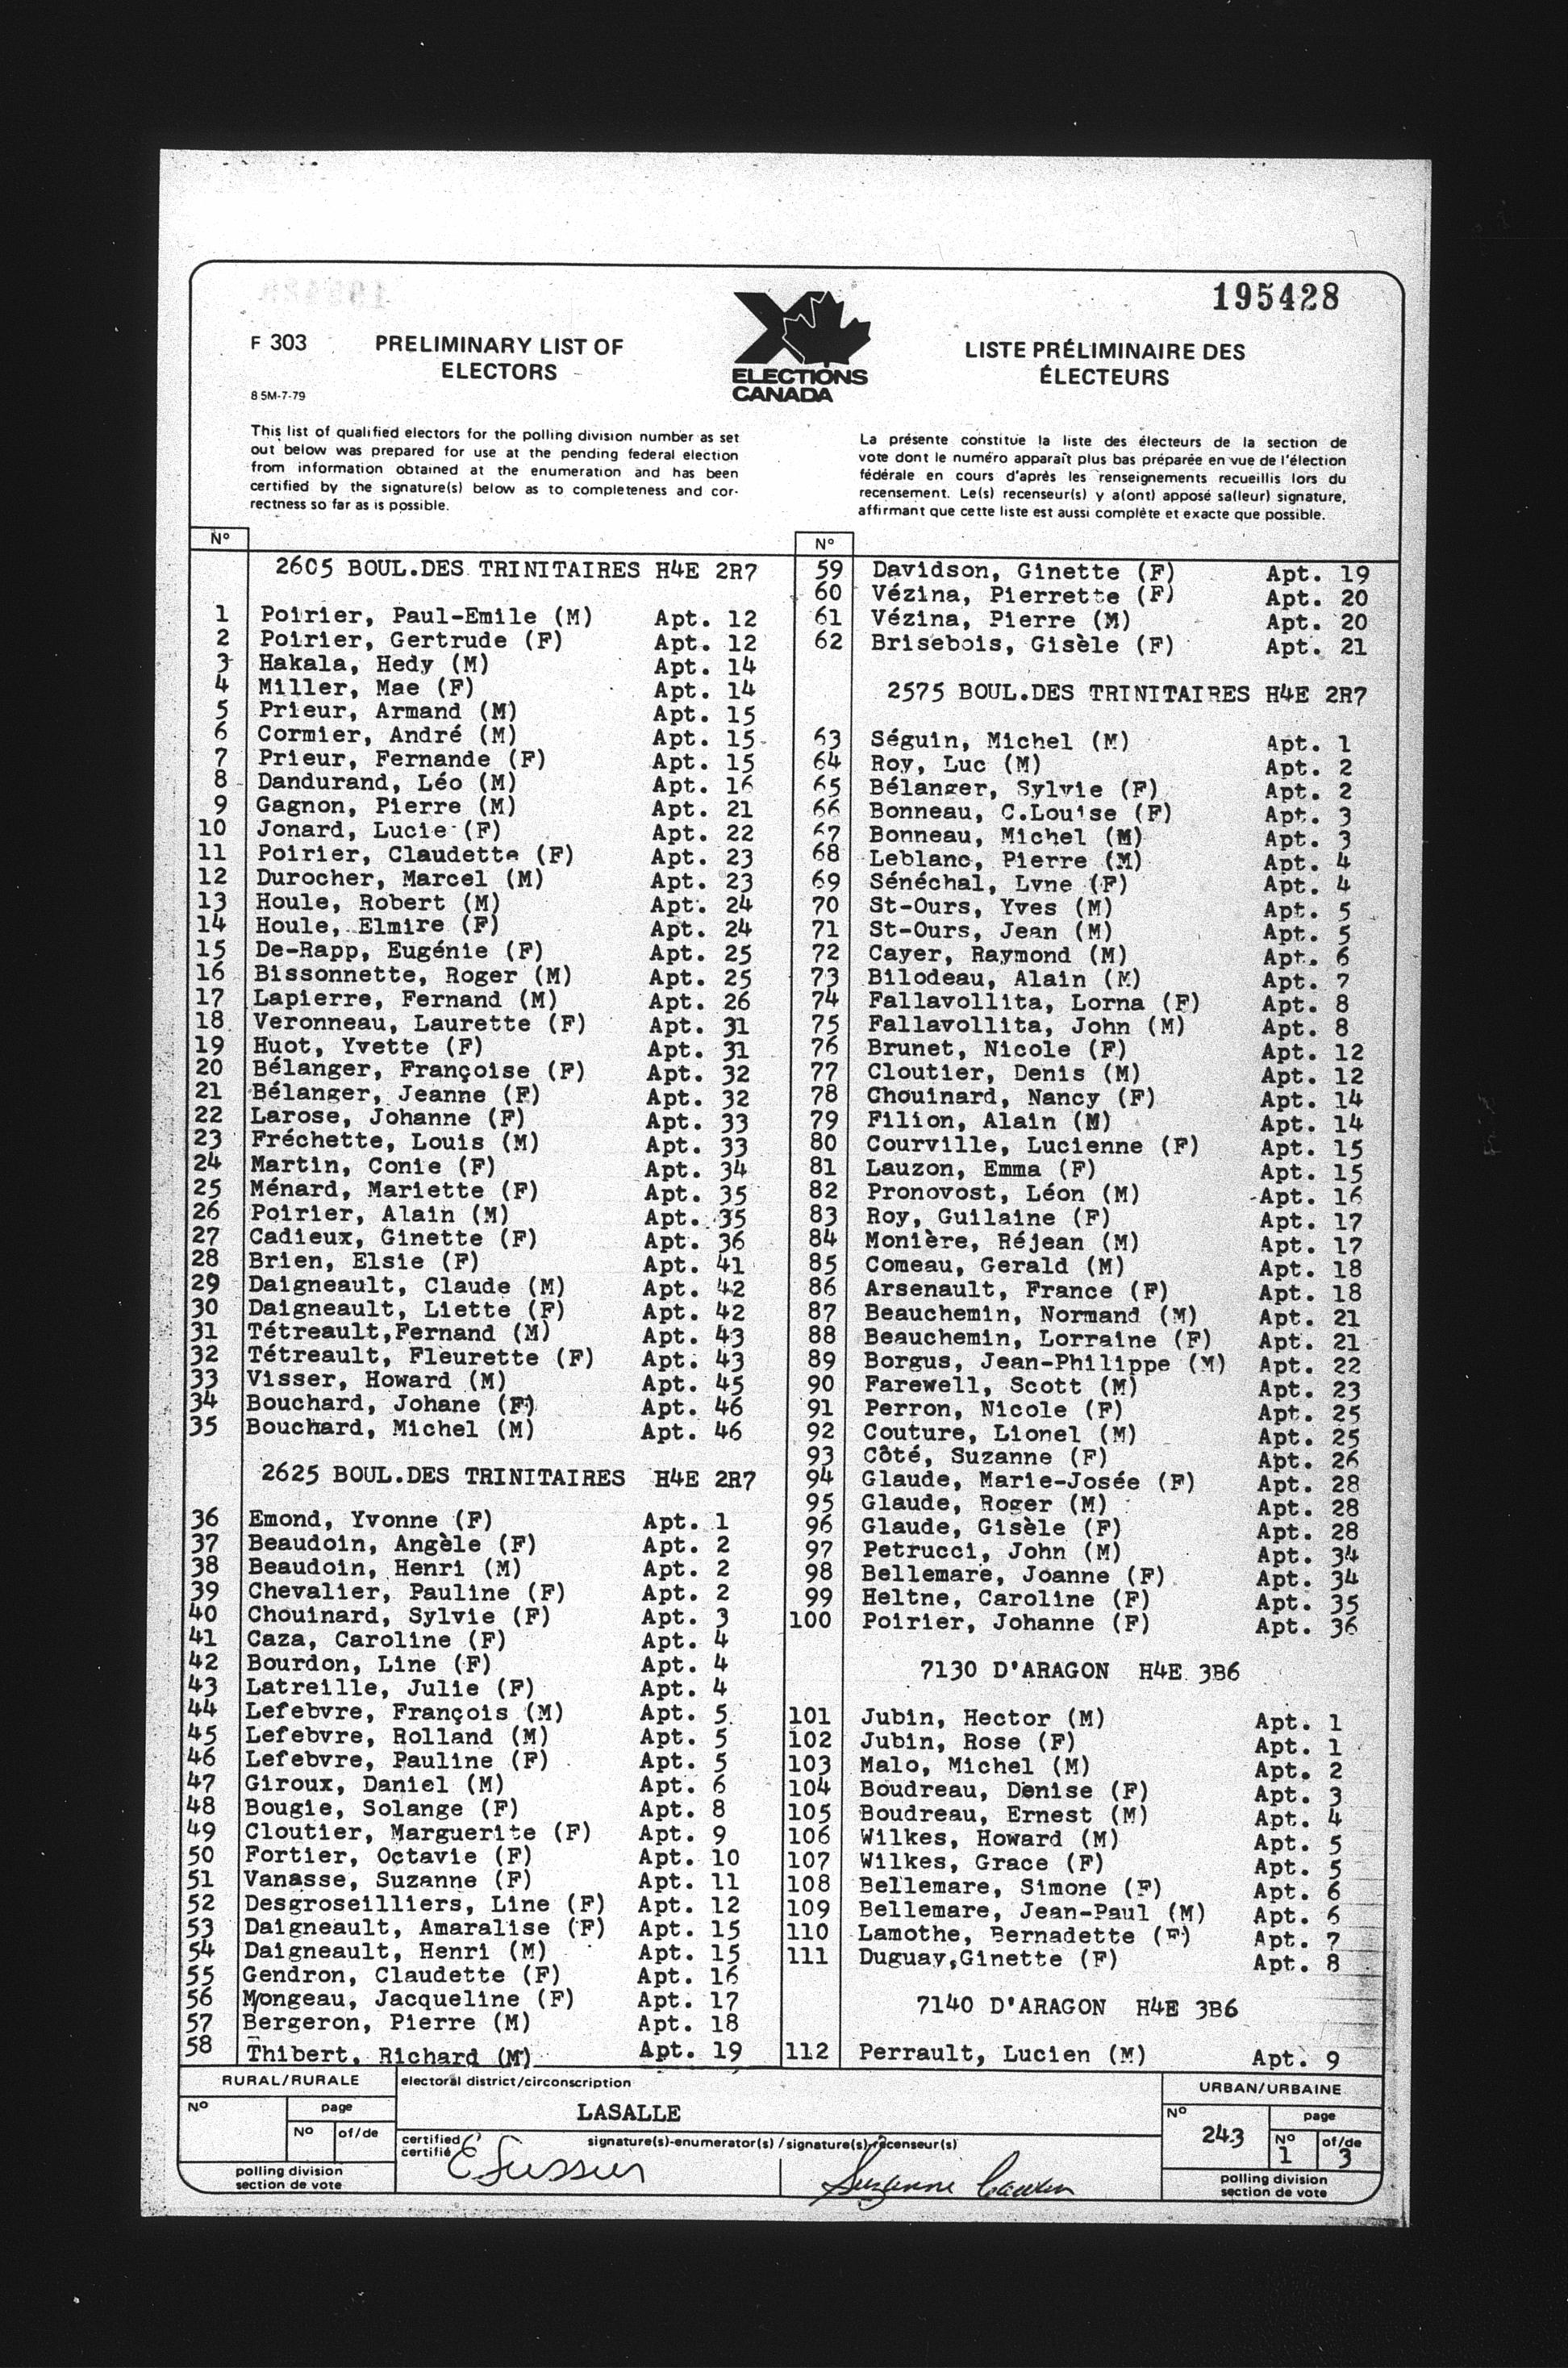 195428
F 303
PRELIMINARY LIST OF
ELECTORS
8 5M-7-79
ELECTIONS
CANADA
LISTE PRÉLIMINAIRE DES
ÉLECTEURS
This list of qualified electors for the polling division number as set
out below was prepared for use at the pending federal election
from information obtained at the enumeration and has been
certified by the signature(s) below as to completeness and cor-
rectness so far as is possible.
La présente constitue la liste des électeurs de la section de
vote dont le numéro apparaît plus bas préparée en vue de l'élection
fédérale en cours d'après les renseignements recueillis lors du
recensement. Le(s) recenseur(s) y a(ont) apposé sa(leur) signature,
affirmant que cette liste est aussi complète et exacte que possible.
Nº
2605 BOUL.DES TRINITAIRES H4E 2R7
1 Poirier, Paul-Emile (M) Apt. 12
2 Poirier, Gertrude (F) Apt. 12
3 Hakala, Hedy (M) Apt. 14
4 Miller, Mae (F) Apt. 14
5 Prieur, Armand (M) Apt. 15
6 Cormier, André (M) Apt. 15
7 Prieur, Fernande (F) Apt. 15
8 Dandurand, Léo (M) Apt. 16
9 Gagnon, Pierre (M) Apt. 21
10 Jonard, Lucie (F) Apt. 22
11 Poirier, Claudette (F) Apt. 23
12 Durocher, Marcel (M) Apt. 23
13 Houle, Robert (M) Apt. 24
14 Houle, Elmire (F) Apt. 24
15 De-Rapp, Eugénie (F) Apt. 25
16 Bissonnette, Roger (M) Apt. 25
17 Lapierre, Fernand (M) Apt. 26
18 Veronneau, Laurette (F) Apt. 31
19 Huot, Yvette (F) Apt. 31
20 Bélanger, Françoise (F) Apt. 32
21 Bélanger, Jeanne (F) Apt. 32
22 Larose, Johanne (F) Apt. 33
23 Fréchette, Louis (M) Apt. 33
24 Martin, Conie (F) Apt. 34
25 Ménard, Mariette (F) Apt. 35
26 Poirier, Alain (M) Apt. 35
27 Cadieux, Ginette (F) Apt. 36
28 Brien, Elsie (F) Apt. 41
29 Daigneault, Claude (M) Apt. 42
30 Daigneault, Liette (F) Apt. 42
31 Tétreault,Fernand (M) Apt. 43
32 Tétreault, Fleurette (F) Apt. 43
33 Visser, Howard (M) Apt. 45
34 Bouchard, Johane (F) Apt. 46
35 Bouchard, Michel (M) Apt. 46
2625 BOUL.DES TRINITAIRES H4E 2R7
36 Emond, Yvonne (F) Apt. 1
37 Beaudoin, Angèle (F) Apt. 2
38 Beaudoin, Henri (M) Apt. 2
39 Chevalier, Pauline (F) Apt. 2
40 Chouinard, Sylvie (F) Apt. 3
41 Caza, Caroline (F) Apt. 4
42 Bourdon, Line (F) Apt. 4
43 Latreille, Julie (F) Apt. 4
44 Lefebvre, François (M) Apt. 5
45 Lefebvre, Rolland (M) Apt. 5
46 Lefebvre, Pauline (F) Apt. 5
47 Giroux, Daniel (M) Apt. 6
48 Bougie, Solange (F) Apt. 8
49 Cloutier, Marguerite (F) Apt. 9
50 Fortier, Octavie (F) Apt. 10
51 Vanasse, Suzanne (F) Apt. 11
52 Desgroseilliers, Line (F) Apt. 12
53 Daigneault, Amaralise (F) Apt. 15
54 Daigneault, Henri (M) Apt. 15
55 Gendron, Claudette (F) Apt. 16
56 Mongeau, Jacqueline (F) Apt. 17
57 Bergeron, Pierre (M) Apt. 18
58 Thibert, Richard (M) Apt. 19
Nº
59 Davidson, Ginette (F) Apt. 19
60 Vézina, Pierrette (F) Apt. 20
61 Vézina, Pierre (M) Apt. 20
62 Brisebois, Gisèle (F) Apt. 21
2575 BOUL.DES TRINITAIRES H4E 2R7
63 Séguin, Michel (M) Apt. 1
64 Roy, Luc (M) Apt. 2
65 Bélanger, Sylvie (F) Apt. 2
66 Bonneau, C.Louise (F) Apt. 3
67 Bonneau, Michel (M) Apt. 3
68 Leblanc, Pierre (M) Apt. 4
69 Sénéchal, Lyne (F) Apt. 4
70 St-Ours, Yves (M) Apt. 5
71 St-Ours, Jean (M) Apt. 5
72 Cayer, Raymond (M) Apt. 6
73 Bilodeau, Alain (M) Apt. 7
74 Fallavollita, Lorna (F) Apt. 8
75 Fallavollita, John (M) Apt. 8
76 Brunet, Nicole (F) Apt. 12
77 Cloutier, Denis (M) Apt. 12
78 Chouinard, Nancy (F) Apt. 14
79 Filion, Alain (M) Apt. 14
80 Courville, Lucienne (F) Apt. 15
81 Lauzon, Emma (F) Apt. 15
82 Pronovost, Léon (M) Apt. 16
83 Roy, Guilaine (F) Apt. 17
84 Monière, Réjean (M) Apt. 17
85 Comeau, Gerald (M) Apt. 18
86 Arsenault, France (F) Apt. 18
87 Beauchemin, Normand (M) Apt. 21
88 Beauchemin, Lorraine (F) Apt. 21
89 Borgus, Jean-Philippe (M) Apt. 22
90 Farewell, Scott (M) Apt. 23
91 Perron, Nicole (F) Apt. 25
92 Couture, Lionel (M) Apt. 25
93 Côté, Suzanne (F) Apt. 26
94 Glaude, Marie-Josée (F) Apt. 28
95 Glaude, Roger (M) Apt. 28
96 Glaude, Gisèle (F) Apt. 28
97 Petrucci, John (M) Apt. 34
98 Bellemare, Joanne (F) Apt. 34
99 Heltne, Caroline (F) Apt. 35
100 Poirier, Johanne (F) Apt. 36
7130 D'ARAGON H4E 3B6
101 Jubin, Hector (M) Apt. 1
102 Jubin, Rose (F) Apt. 1
103 Malo, Michel (M) Apt. 2
104 Boudreau, Denise (F) Apt. 3
105 Boudreau, Ernest (M) Apt. 4
106 Wilkes, Howard (M) Apt. 5
107 Wilkes, Grace (F) Apt. 5
108 Bellemare, Simone (F) Apt. 6
109 Bellemare, Jean-Paul (M) Apt. 6
110 Lamothe, Bernadette (F) Apt. 7
111 Duguay,Ginette (F) Apt. 8
7140 D'ARAGON H4E 3B6
112 Perrault, Lucien (M) Apt. 9
RURAL/RURALE
Nº
page
Nº of/de
polling division
section de vote
electoral district/circonscription
LASALLE
certified
certifié
signature(s)-enumerator(s) /signature(s)-recenseur(s)
Suzanne
URBAN/URBAINE
Nº
243
page
Nº of/de
1 3
polling division
section de vote